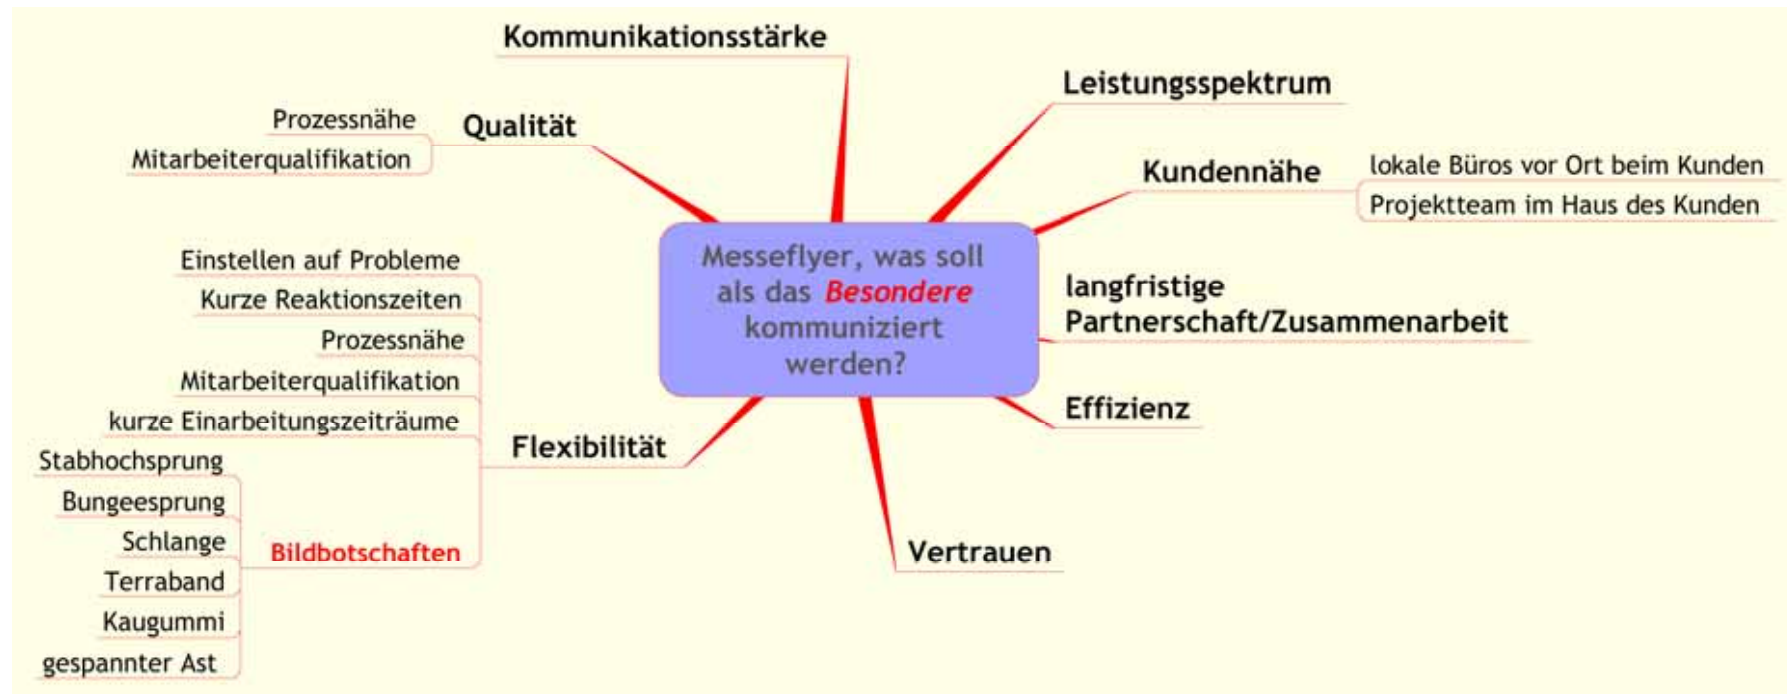 Kommunikationsstärke
Leistungsspektrum
Prozessnähe
Qualität
Mitarbeiterqualifikation
Kundennähe
lokale Büros vor Ort beim Kunden
Projektteam im Haus des Kunden
Messeflyer, was soll
als das Besondere
kommuniziert
werden?
langfristige
Partnerschaft/Zusammenarbeit
Effizienz
Vertrauen
Flexibilität
Einstellen auf Probleme
Kurze Reaktionszeiten
Prozessnähe
Mitarbeiterqualifikation
kurze Einarbeitungszeiträume
Bildbotschaften
Stabhochsprung
Bungeesprung
Schlange
Terraband
Kaugummi
gespannter Ast